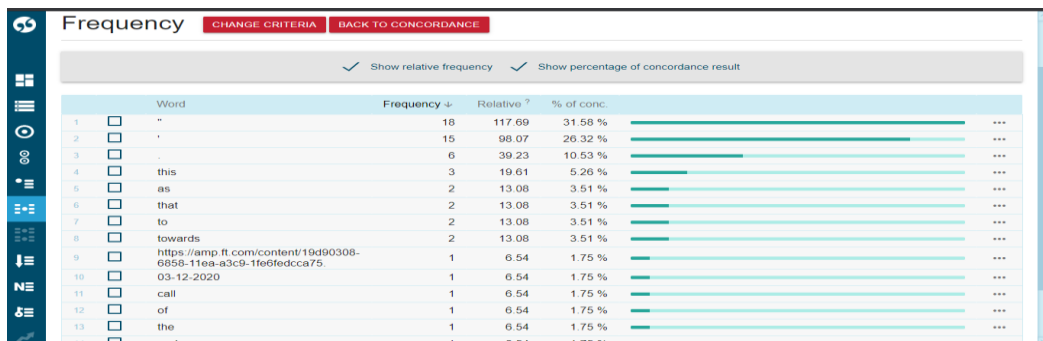 Frequency CHANGE CRITERIA BACK TO CONCORDANCE
Show relative frequency Show percentage of concordance result
Word Frequency ↓ Relative ? % of conc.
1 " 18 117.69 31.58 % ...
2 ' 15 98.07 26.32 % ...
3 . 6 39.23 10.53 % ...
4 this 3 19.61 5.26 % ...
5 as 2 13.08 3.51 % ...
6 that 2 13.08 3.51 % ...
7 to 2 13.08 3.51 % ...
8 towards 2 13.08 3.51 % ...
9 https://amp.ft.com/content/19d90308-
6858-11ea-a3c9-1fe6fedcca75. 1 6.54 1.75 % ...
10 03-12-2020 1 6.54 1.75 % ...
11 call 1 6.54 1.75 % ...
12 of 1 6.54 1.75 % ...
13 the 1 6.54 1.75 % ...